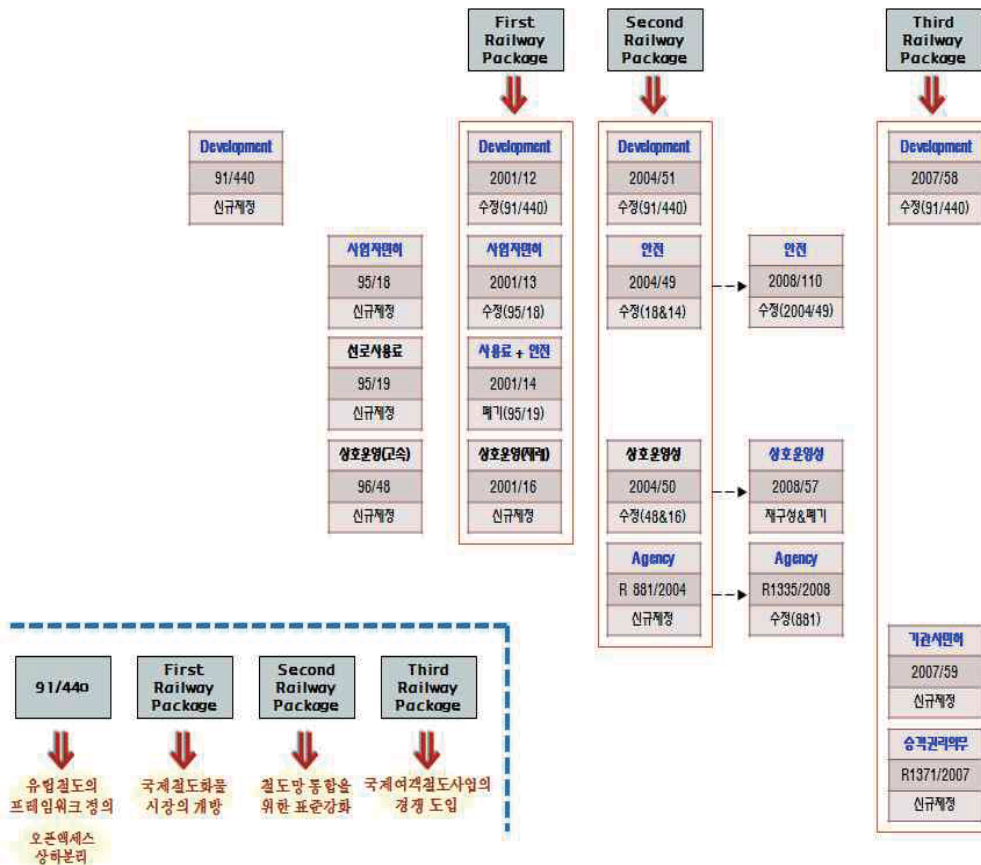 First
Railway
Package
Second
Railway
Package
Third
Railway
Package
Development
91/440
신규제정
Development
2001/12
수정(91/440)
Development
2004/51
수정(91/440)
Development
2007/58
수정(91/440)
사업자면허
95/18
신규제정
사업자면허
2001/13
수정(95/18)
안전
2004/49
수정(18&14)
안전
2008/110
수정(2004/49)
선로사용료
95/19
신규제정
사용료 + 안전
2001/14
폐기(95/19)
상호운영(고속)
96/48
신규제정
상호운영(재래)
2001/16
신규제정
상호운영성
2004/50
수정(48&16)
상호운영성
2008/57
재구성&폐기
Agency
R 881/2004
신규제정
Agency
R1335/2008
수정(881)
기관사면허
2007/59
신규제정
승객권리의무
R1371/2007
신규제정
91/440
First
Railway
Package
Second
Railway
Package
Third
Railway
Package
유럽철도의
프레임워크 정의
오픈액세스
상하분리
국제철도화물
시장의 개방
철도망 통합을
위한 표준강화
국제여객철도사업의
경쟁 도입